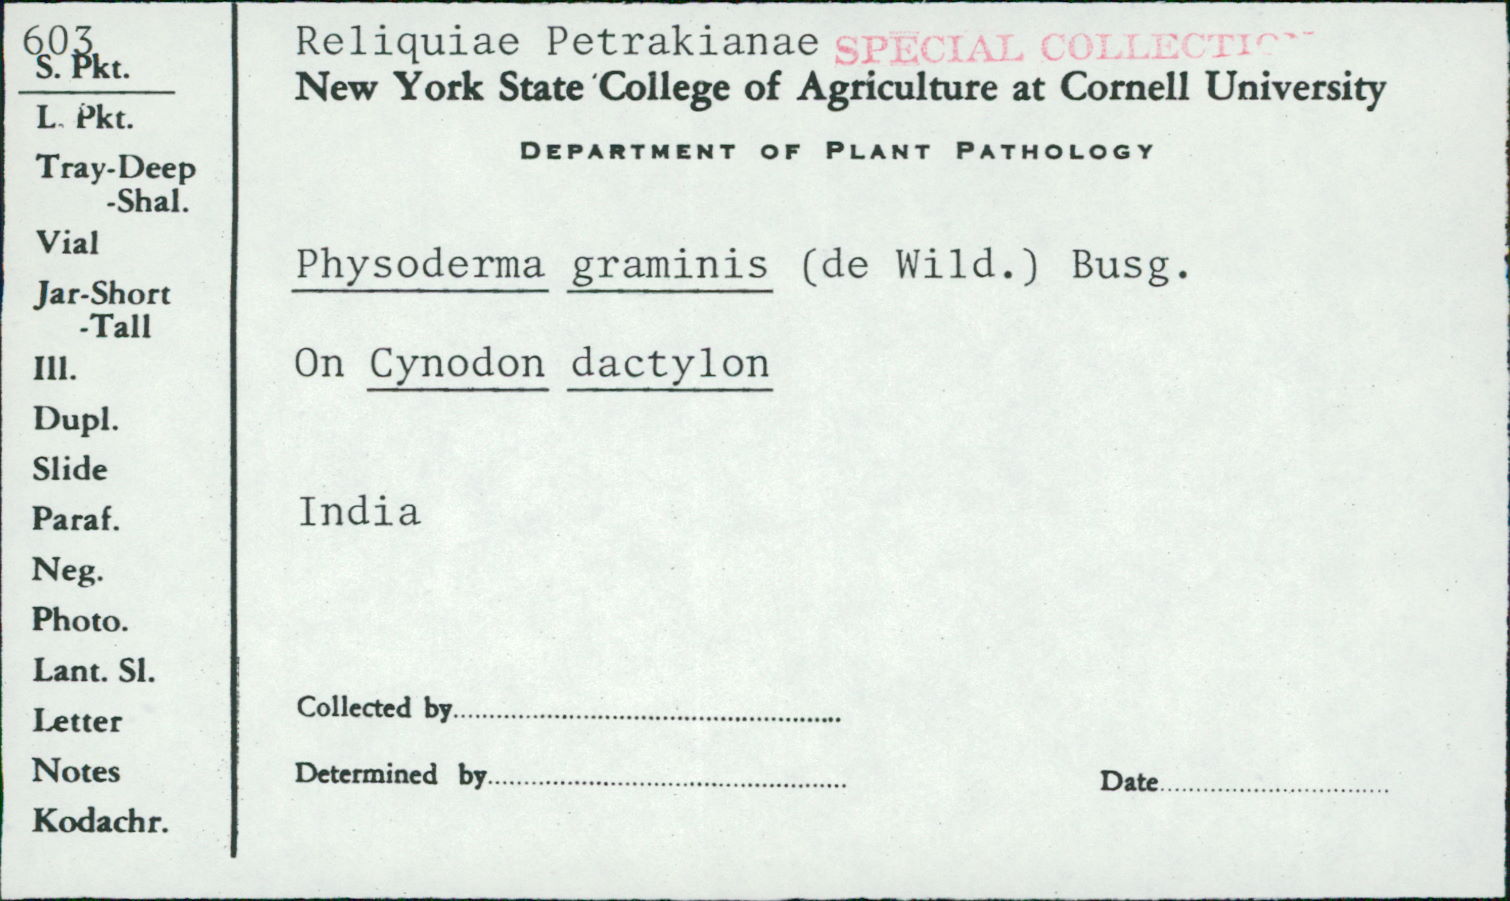 603
S. Pkt.
L. Pkt.
Tray-Deep
-Shal.
Vial
Jar-Short
-Tall
Ill.
Dupl.
Slide
Paraf.
Neg.
Photo.
Lant. Sl.
Letter
Notes
Kodachr.
Reliquiae Petrakianae SPECIAL COLLECTION
New York State College of Agriculture at Cornell University
DEPARTMENT OF PLANT PATHOLOGY
Physoderma graminis (de Wild.) Busg.
On Cynodon dactylon
India
Collected by
Determined by
Date